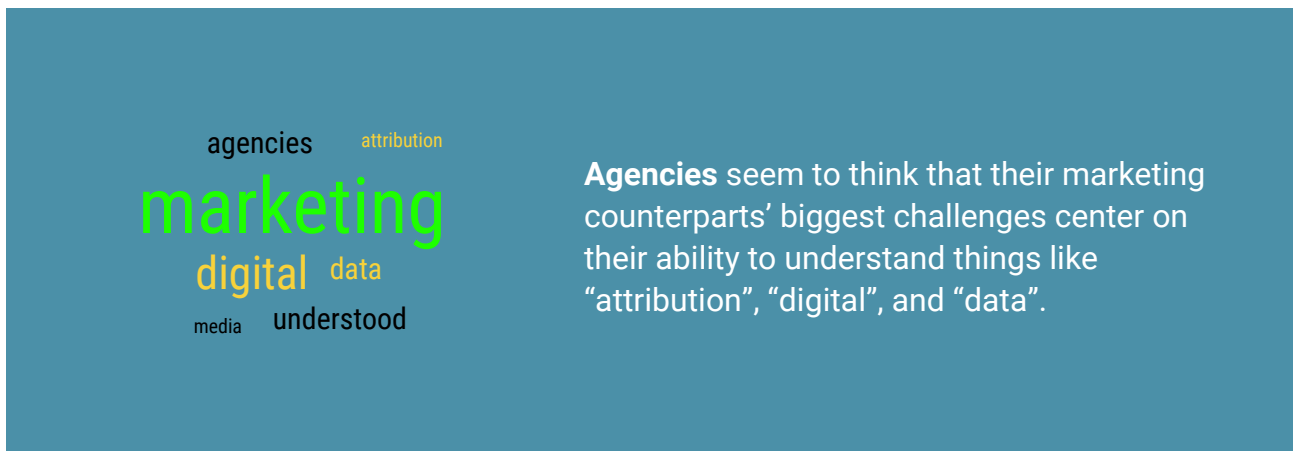 agencies attribution
marketing
digital data
media understood
Agencies seem to think that their marketing
counterparts’ biggest challenges center on
their ability to understand things like
“attribution”, “digital”, and “data”.